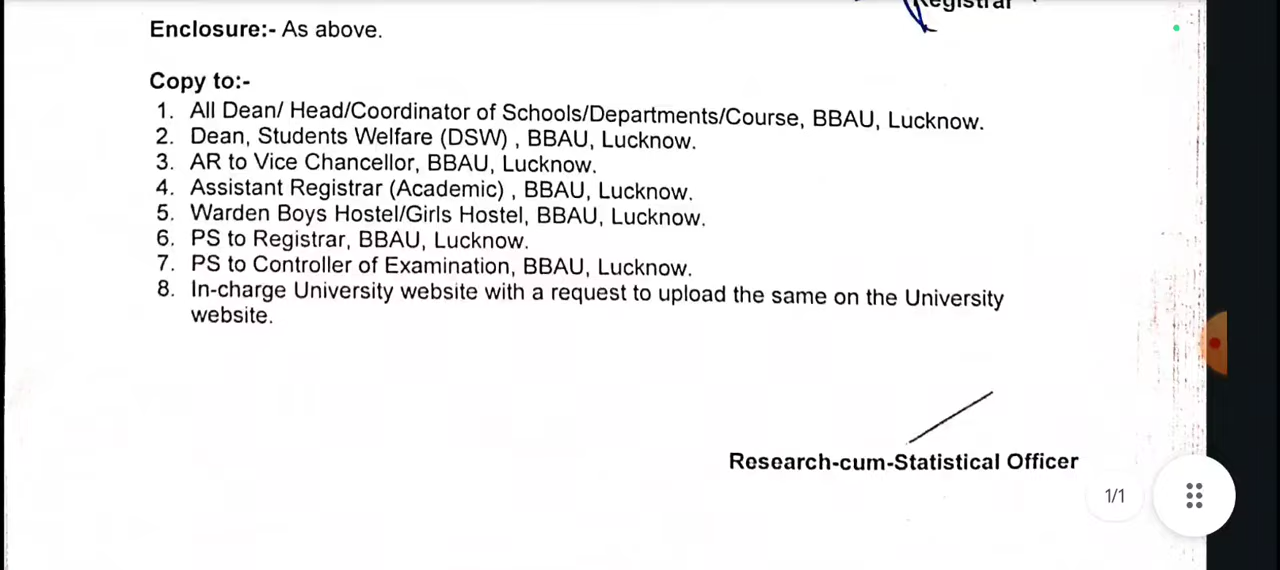 Registrar
Enclosure:- As above.
Copy to:-
1. All Dean/ Head/Coordinator of Schools/Departments/Course, BBAU, Lucknow.
2. Dean, Students Welfare (DSW) , BBAU, Lucknow.
3. AR to Vice Chancellor, BBAU, Lucknow.
4. Assistant Registrar (Academic) , BBAU, Lucknow.
5. Warden Boys Hostel/Girls Hostel, BBAU, Lucknow.
6. PS to Registrar, BBAU, Lucknow.
7. PS to Controller of Examination, BBAU, Lucknow.
8. In-charge University website with a request to upload the same on the University
website.
Research-cum-Statistical Officer
1/1